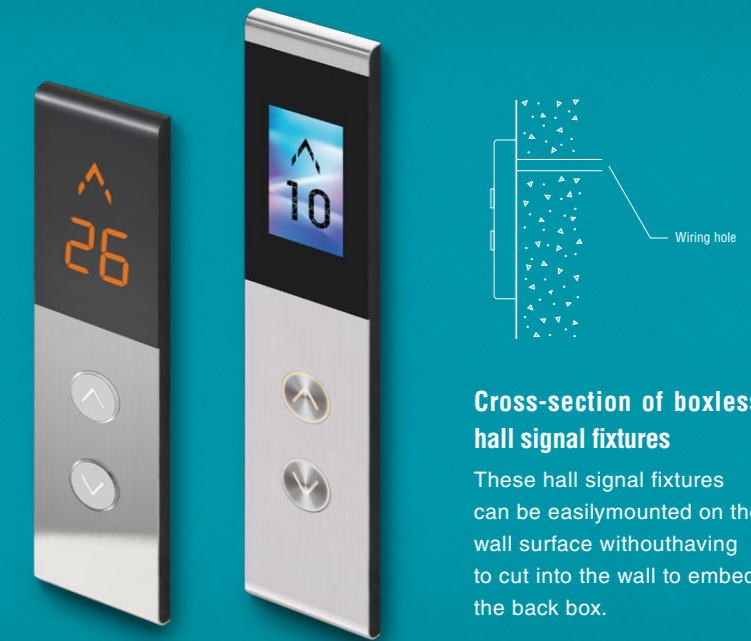 26
10
Wiring hole
Cross-section of boxless
hall signal fixtures
These hall signal fixtures
can be easilymounted on the
wall surface withouthaving
to cut into the wall to embed
the back box.